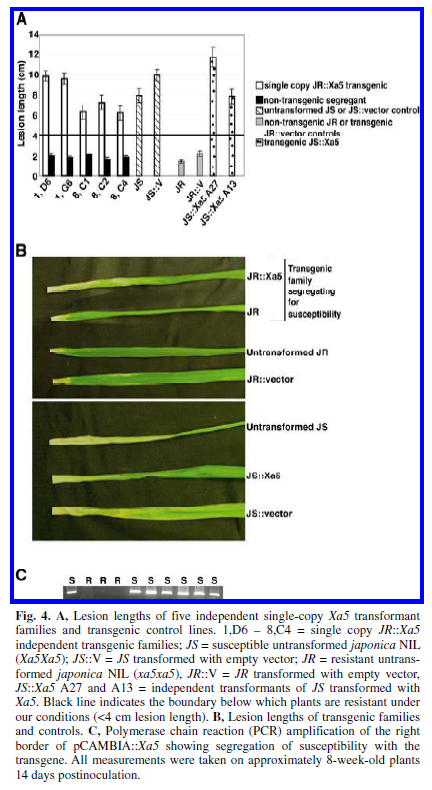 A
Lesion length (cm)
14
12
10
8
6
4
2
0
1, D6
1, G6
8, C1
8, C2
8, C4
JS
JS::V
JR
JR::V
JS::Xa5 A27
JS::Xa5 A13
single copy JR::Xa5 transgenic
non-transgenic segregant
untransformed JS or JS::vector control
non-transgenic JR or transgenic
JR::vector controls
transgenic JS::Xa5
B
JR::Xa5
JR
Transgenic
family
segregating
for
susceptibility
Untransformed JR
JR::vector
Untransformed JS
JS::Xa5
JS::vector
C
S R R R S S S S S S
Fig. 4. A, Lesion lengths of five independent single-copy Xa5 transformant
families and transgenic control lines. 1,D6 – 8,C4 = single copy JR::Xa5
independent transgenic families; JS = susceptible untransformed japonica NIL
(Xa5Xa5); JS::V = JS transformed with empty vector; JR = resistant untrans-
formed japonica NIL (xa5xa5), JR::V = JR transformed with empty vector,
JS::Xa5 A27 and A13 = independent transformants of JS transformed with
Xa5. Black line indicates the boundary below which plants are resistant under
our conditions (<4 cm lesion length). B, Lesion lengths of transgenic families
and controls. C, Polymerase chain reaction (PCR) amplification of the right
border of pCAMBIA::Xa5 showing segregation of susceptibility with the
transgene. All measurements were taken on approximately 8-week-old plants
14 days postinoculation.